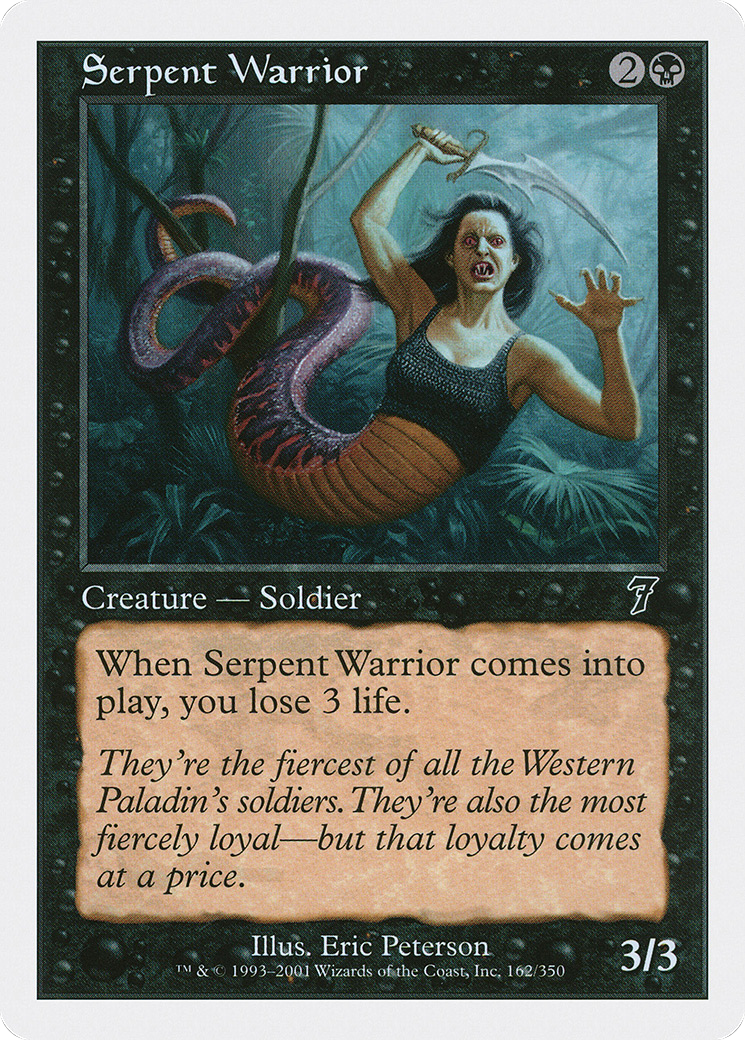 Serpent Warrior
2
Creature — Soldier
7
When Serpent Warrior comes into
play, you lose 3 life.
They're the fiercest of all the Western
Paladin's soldiers. They're also the most
fiercely loyal—but that loyalty comes
at a price.
Illus. Eric Peterson
3/3
™ & © 1993–2001 Wizards of the Coast, Inc. 162/350